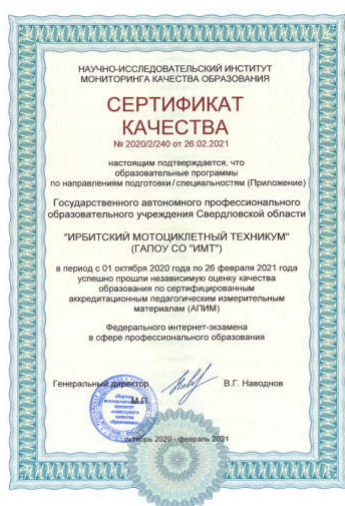 НАУЧНО-ИССЛЕДОВАТЕЛЬСКИЙ ИНСТИТУТ
МОНИТОРИНГА КАЧЕСТВА ОБРАЗОВАНИЯ
СЕРТИФИКАТ
КАЧЕСТВА
№ 2020/2/240 от 26.02.2021
настоящим подтверждается, что
образовательные программы
по направлениям подготовки/специальностям (Приложение)
Государственного автономного профессионального
образовательного учреждения Свердловской области
"ИРБИТСКИЙ МОТОЦИКЛЕТНЫЙ ТЕХНИКУМ"
(ГАПОУ СО "ИМТ")
в период с 01 октября 2020 года по 26 февраля 2021 года
успешно прошли независимую оценку качества
образования по сертифицированным
аккредитационным педагогическим измерительным
материалам (АПИМ)
Федерального интернет-экзамена
в сфере профессионального образования
Генеральный директор В.Г. Наводнов
М.П.
октябрь 2020 - февраль 2021